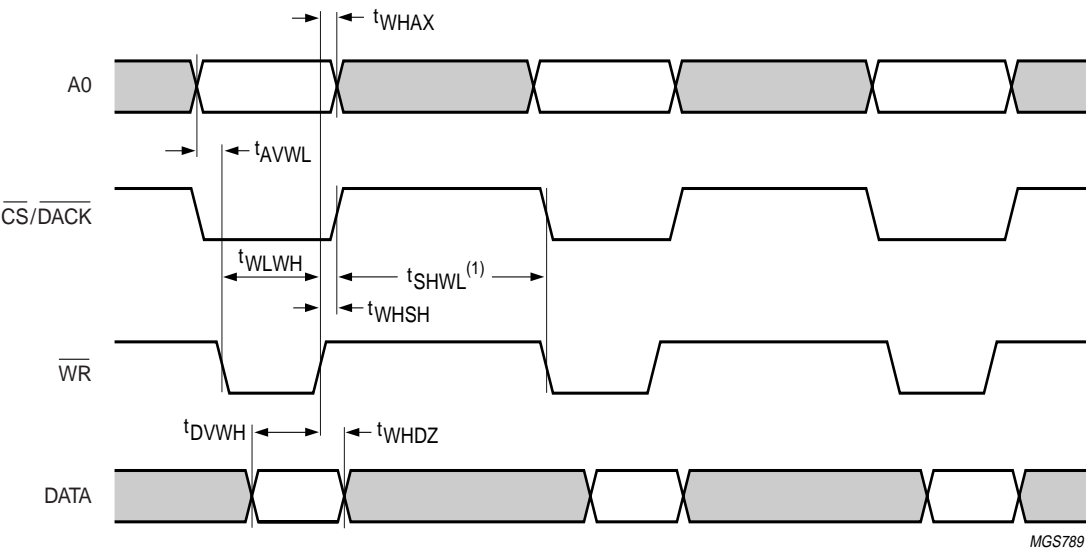 tWHAX
A0
tAVWL
CS/DACK
tWLWH
tSHWL(1)
tWHSH
WR
tDVWH
tWHDZ
DATA
MGS789